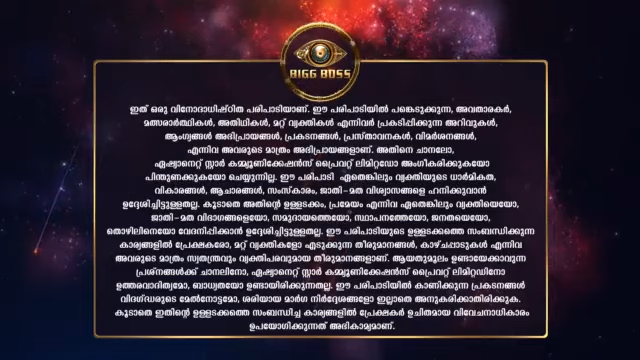 BIGG BOSS
ഇത് ഒരു വിനോദാധിഷ്ഠിത പരിപാടിയാണ്. ഈ പരിപാടിയിൽ പങ്കെടുക്കുന്ന, അവതാരകർ,
മത്സരാർത്ഥികൾ, അതിഥികൾ, മറ്റ് വ്യക്തികൾ എന്നിവർ പ്രകടിപ്പിക്കുന്ന അറിവുകൾ,
ആംഗ്യങ്ങൾ അഭിപ്രായങ്ങൾ, പ്രകടനങ്ങൾ, പ്രസ്താവനകൾ, വിമർശനങ്ങൾ,
എന്നിവ അവരുടെ മാത്രം അഭിപ്രായങ്ങളാണ്. അതിനെ ചാനലോ,
ഏഷ്യാനെറ്റ് സ്റ്റാർ കമ്മ്യൂണിക്കേഷൻസ് പ്രൈവറ്റ് ലിമിറ്റഡോ അംഗീകരിക്കുകയോ
പിന്തുണക്കുകയോ ചെയ്യുന്നില്ല. ഈ പരിപാടി ഏതെങ്കിലും വ്യക്തിയുടെ ധാർമികത,
വികാരങ്ങൾ, ആചാരങ്ങൾ, സംസ്കാരം, ജാതി-മത വിശ്വാസങ്ങളെ ഹനിക്കുവാൻ
ഉദ്ദേശിച്ചിട്ടുള്ളതല്ല. കൂടാതെ അതിന്റെ ഉള്ളടക്കം, പ്രമേയം എന്നിവ ഏതെങ്കിലും വ്യക്തിയെയോ,
ജാതി-മത വിഭാഗങ്ങളെയോ, സമുദായത്തെയോ, സ്ഥാപനത്തെയോ, ജനതയെയോ,
തൊഴിലിനെയോ വേദനിപ്പിക്കാൻ ഉദ്ദേശിച്ചിട്ടുള്ളതല്ല. ഈ പരിപാടിയുടെ ഉള്ളടക്കത്തെ സംബന്ധിക്കുന്ന
കാര്യങ്ങളിൽ പ്രേക്ഷകരോ, മറ്റ് വ്യക്തികളോ എടുക്കുന്ന തീരുമാനങ്ങൾ, കാഴ്ചപ്പാടുകൾ എന്നിവ
അവരുടെ മാത്രം സ്വതന്ത്രവും വ്യക്തിപരവുമായ തീരുമാനങ്ങളാണ്. ആയതുമൂലം ഉണ്ടായേക്കാവുന്ന
പ്രശ്നങ്ങൾക്ക് ചാനലിനോ, ഏഷ്യാനെറ്റ് സ്റ്റാർ കമ്മ്യൂണിക്കേഷൻസ് പ്രൈവറ്റ് ലിമിറ്റഡിനോ
ഉത്തരവാദിത്വമോ, ബാധ്യതയോ ഉണ്ടായിരിക്കുന്നതല്ല. ഈ പരിപാടിയിൽ കാണിക്കുന്ന പ്രകടനങ്ങൾ
വിദഗ്ദ്ധരുടെ മേൽനോട്ടമോ, ശരിയായ മാർഗ നിർദ്ദേശങ്ങളോ ഇല്ലാതെ അനുകരിക്കാതിരിക്കുക.
കൂടാതെ ഇതിന്റെ ഉള്ളടക്കത്തെ സംബന്ധിച്ച കാര്യങ്ങളിൽ പ്രേക്ഷകർ ഉചിതമായ വിവേചനാധികാരം
ഉപയോഗിക്കുന്നത് അഭികാമ്യമാണ്.